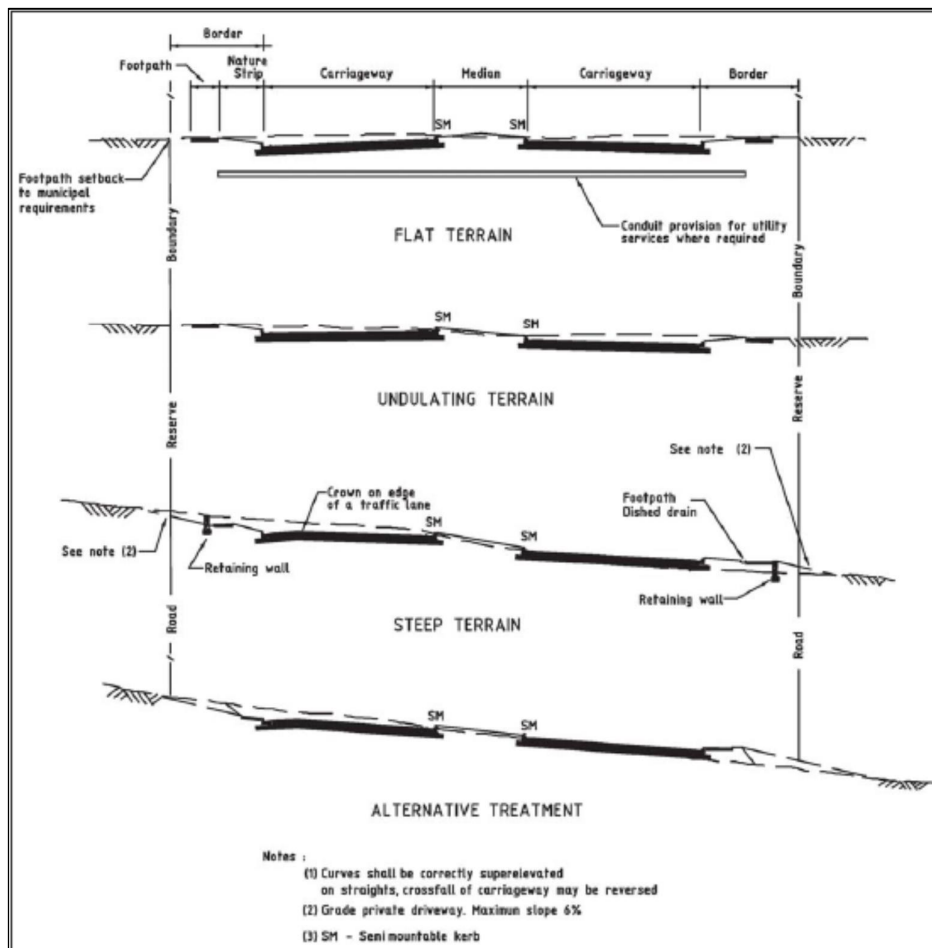 Border
Footpath
Nature
Strip
Carriageway
Median
Carriageway
Border
SM
SM
Footpath setback
to municipal
requirements
Boundary
Conduit provision for utility
services where required
Boundary
FLAT TERRAIN
SM
SM
UNDULATING TERRAIN
Reserve
Reserve
See note (2)
Crown on edge
of a traffic lane
SM
SM
Footpath
Dished drain
See note (2)
Retaining wall
Retaining wall
Road
Road
STEEP TERRAIN
SM
SM
ALTERNATIVE TREATMENT
Notes :
(1) Curves shall be correctly superelevated
on straights, crossfall of carriageway may be reversed
(2) Grade private driveway. Maximun slope 6%
(3) SM - Semi mountable kerb